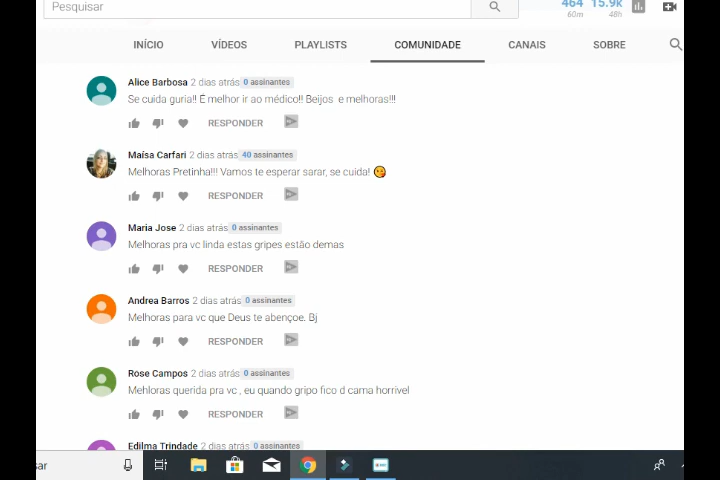 Pesquisar
464 15.9k
60m 48h
INÍCIO VÍDEOS PLAYLISTS COMUNIDADE CANAIS SOBRE
Alice Barbosa 2 dias atrás 0 assinantes
Se cuida guria!! É melhor ir ao médico!! Beijos e melhoras!!!
RESPONDER
Maísa Carfari 2 dias atrás 40 assinantes
Melhoras Pretinha!!! Vamos te esperar sarar, se cuida! 😘
RESPONDER
Maria Jose 2 dias atrás 0 assinantes
Melhoras pra vc linda estas gripes estão demas
RESPONDER
Andrea Barros 2 dias atrás 0 assinantes
Melhoras para vc que Deus te abençoe. Bj
RESPONDER
Rose Campos 2 dias atrás 0 assinantes
Mehloras querida pra vc , eu quando gripo fico d cama horrivel
RESPONDER
Edilma Trindade 2 dias atrás 0 assinantes
sar